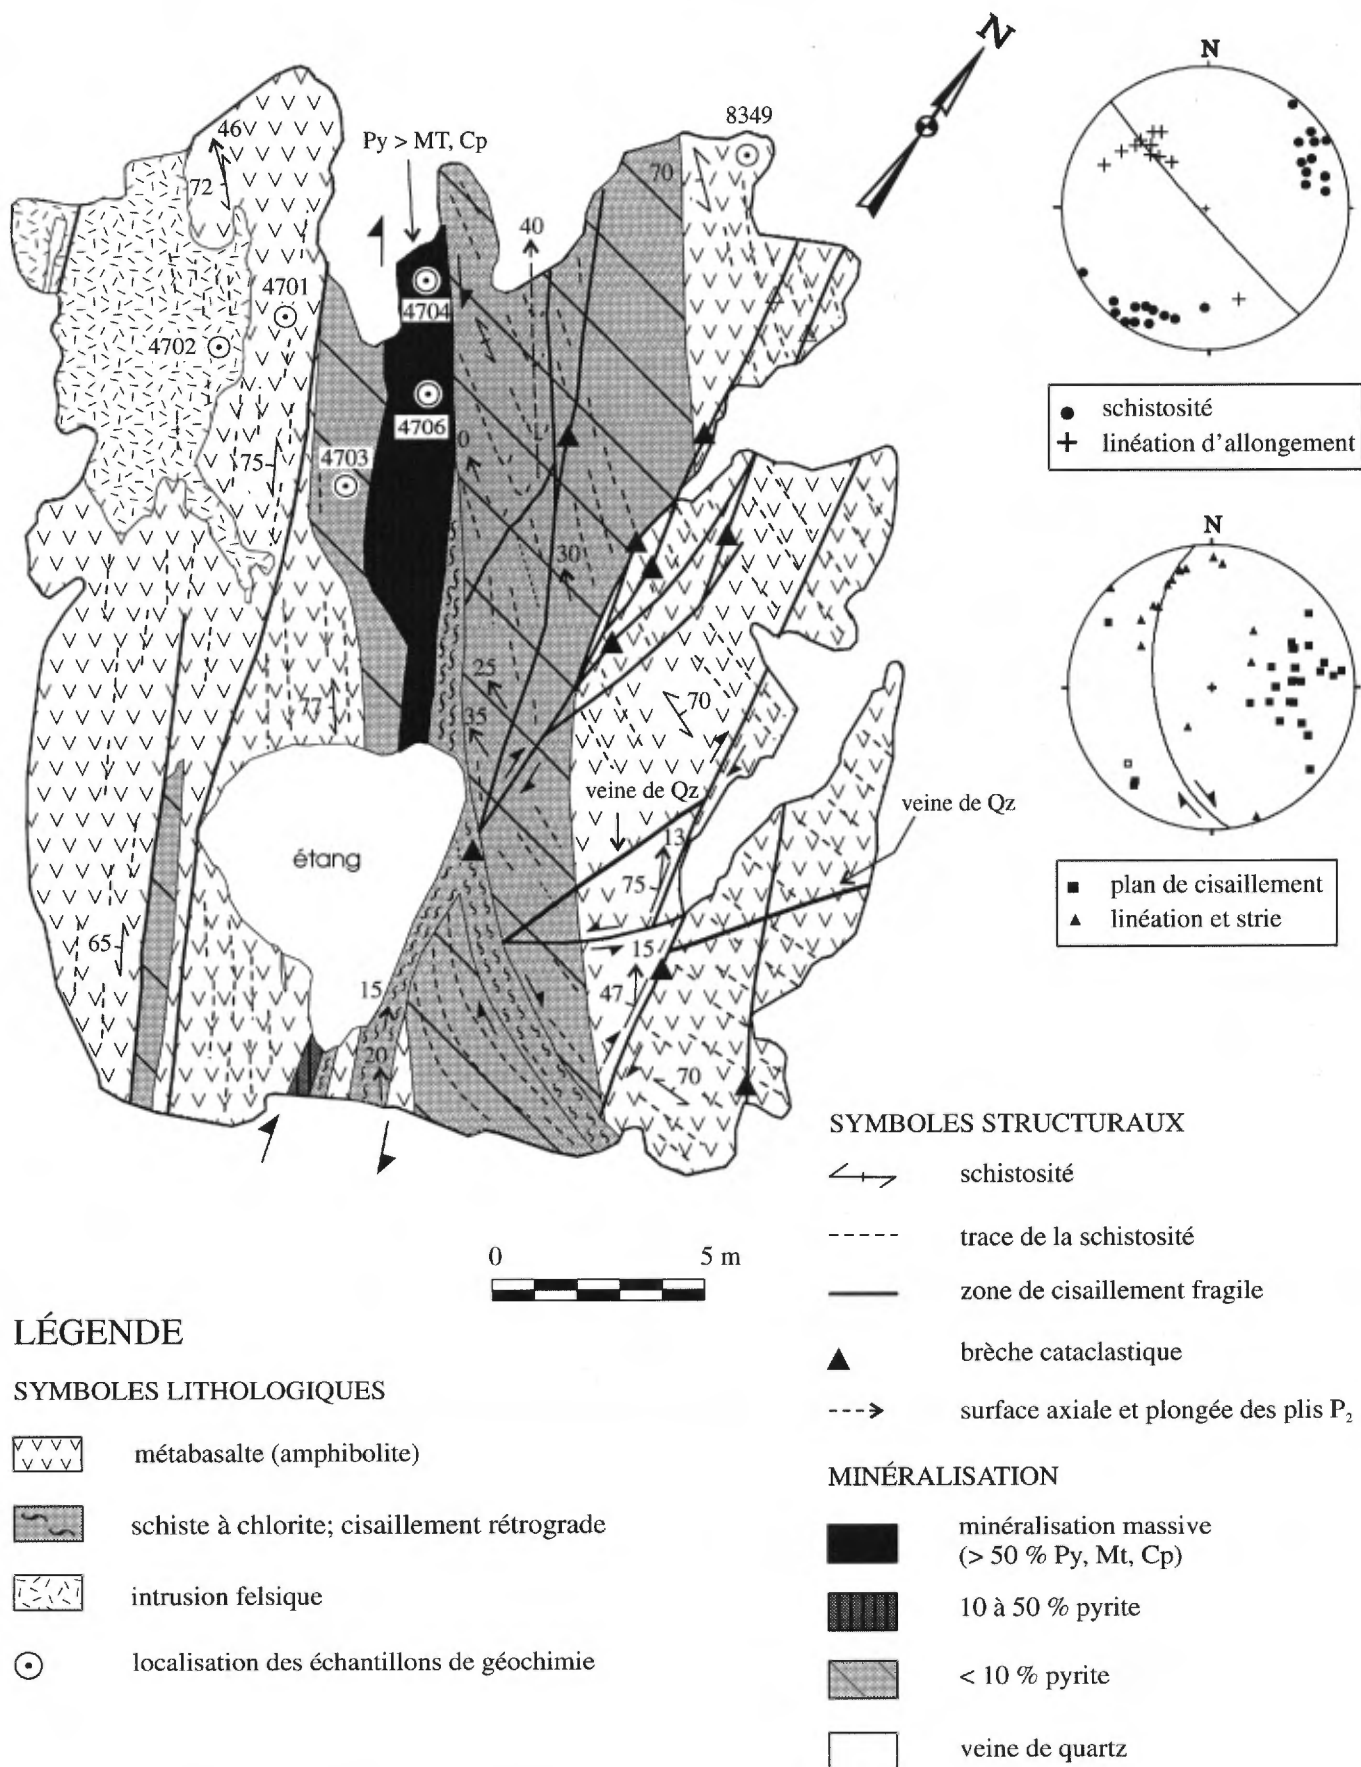 N
46
Py > MT, Cp
8349
72
70
40
4701
4704
4702
4706
75
4703
30
77
25
35
70
veine de Qz
veine de Qz
étang
13
75
65
15
15
47
20
70
N
schistosité
linéation d'allongement
N
plan de cisaillement
linéation et strie
0 5 m
SYMBOLES STRUCTURAUX
schistosité
trace de la schistosité
zone de cisaillement fragile
brèche cataclastique
surface axiale et plongée des plis P₂
LÉGENDE
SYMBOLES LITHOLOGIQUES
métabasalte (amphibolite)
schiste à chlorite; cisaillement rétrograde
intrusion felsique
localisation des échantillons de géochimie
MINÉRALISATION
minéralisation massive
(> 50 % Py, Mt, Cp)
10 à 50 % pyrite
< 10 % pyrite
veine de quartz